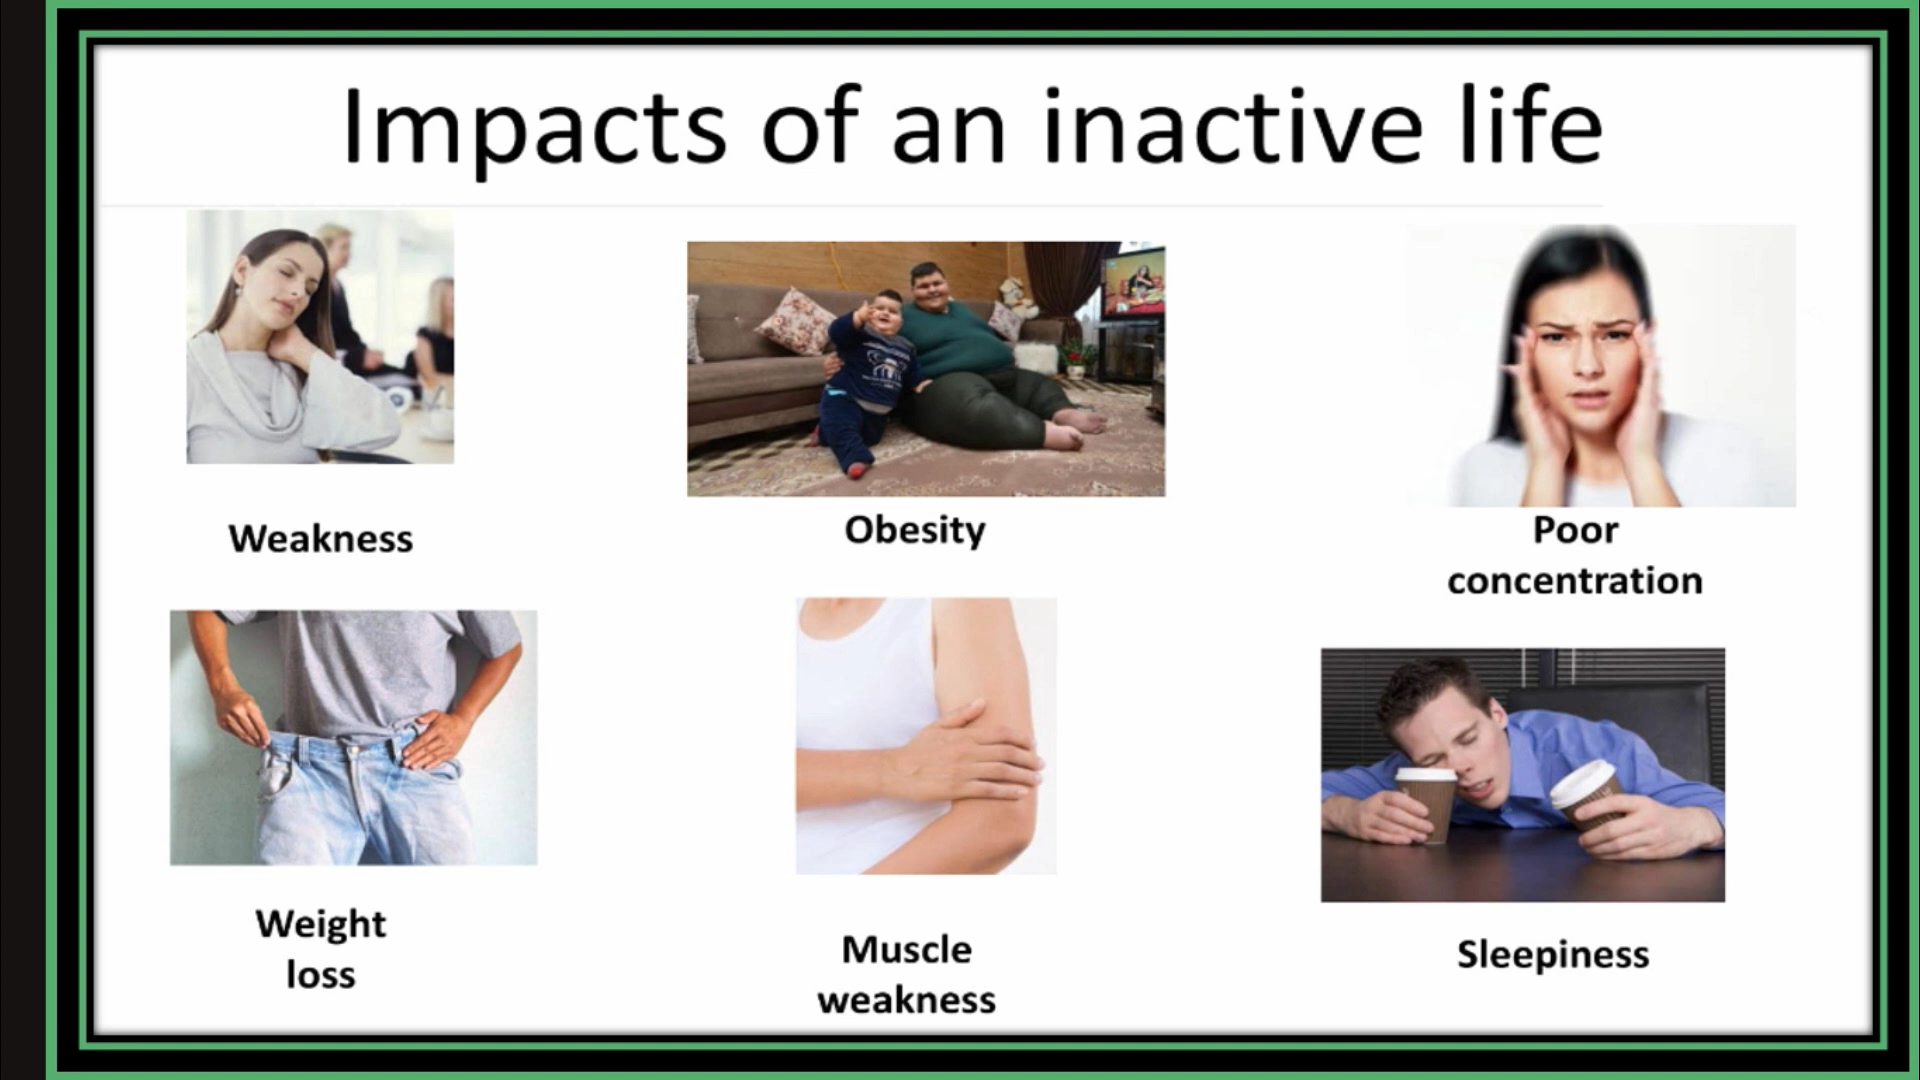 Impacts of an inactive life
Weakness
Obesity
Poor
concentration
Weight
loss
Muscle
weakness
Sleepiness